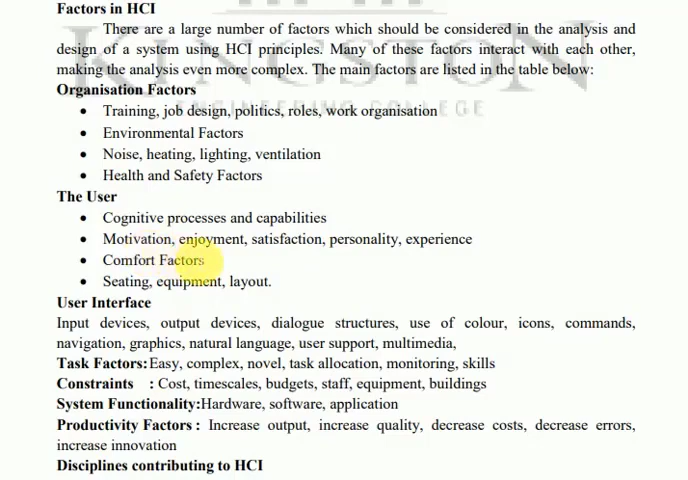 Factors in HCI
There are a large number of factors which should be considered in the analysis and
design of a system using HCI principles. Many of these factors interact with each other,
making the analysis even more complex. The main factors are listed in the table below:
KINGSTON
ENGINEERING COLLEGE
Organisation Factors
• Training, job design, politics, roles, work organisation
• Environmental Factors
• Noise, heating, lighting, ventilation
• Health and Safety Factors
The User
• Cognitive processes and capabilities
• Motivation, enjoyment, satisfaction, personality, experience
• Comfort Factors
• Seating, equipment, layout.
User Interface
Input devices, output devices, dialogue structures, use of colour, icons, commands,
navigation, graphics, natural language, user support, multimedia,
Task Factors: Easy, complex, novel, task allocation, monitoring, skills
Constraints : Cost, timescales, budgets, staff, equipment, buildings
System Functionality: Hardware, software, application
Productivity Factors : Increase output, increase quality, decrease costs, decrease errors,
increase innovation
Disciplines contributing to HCI